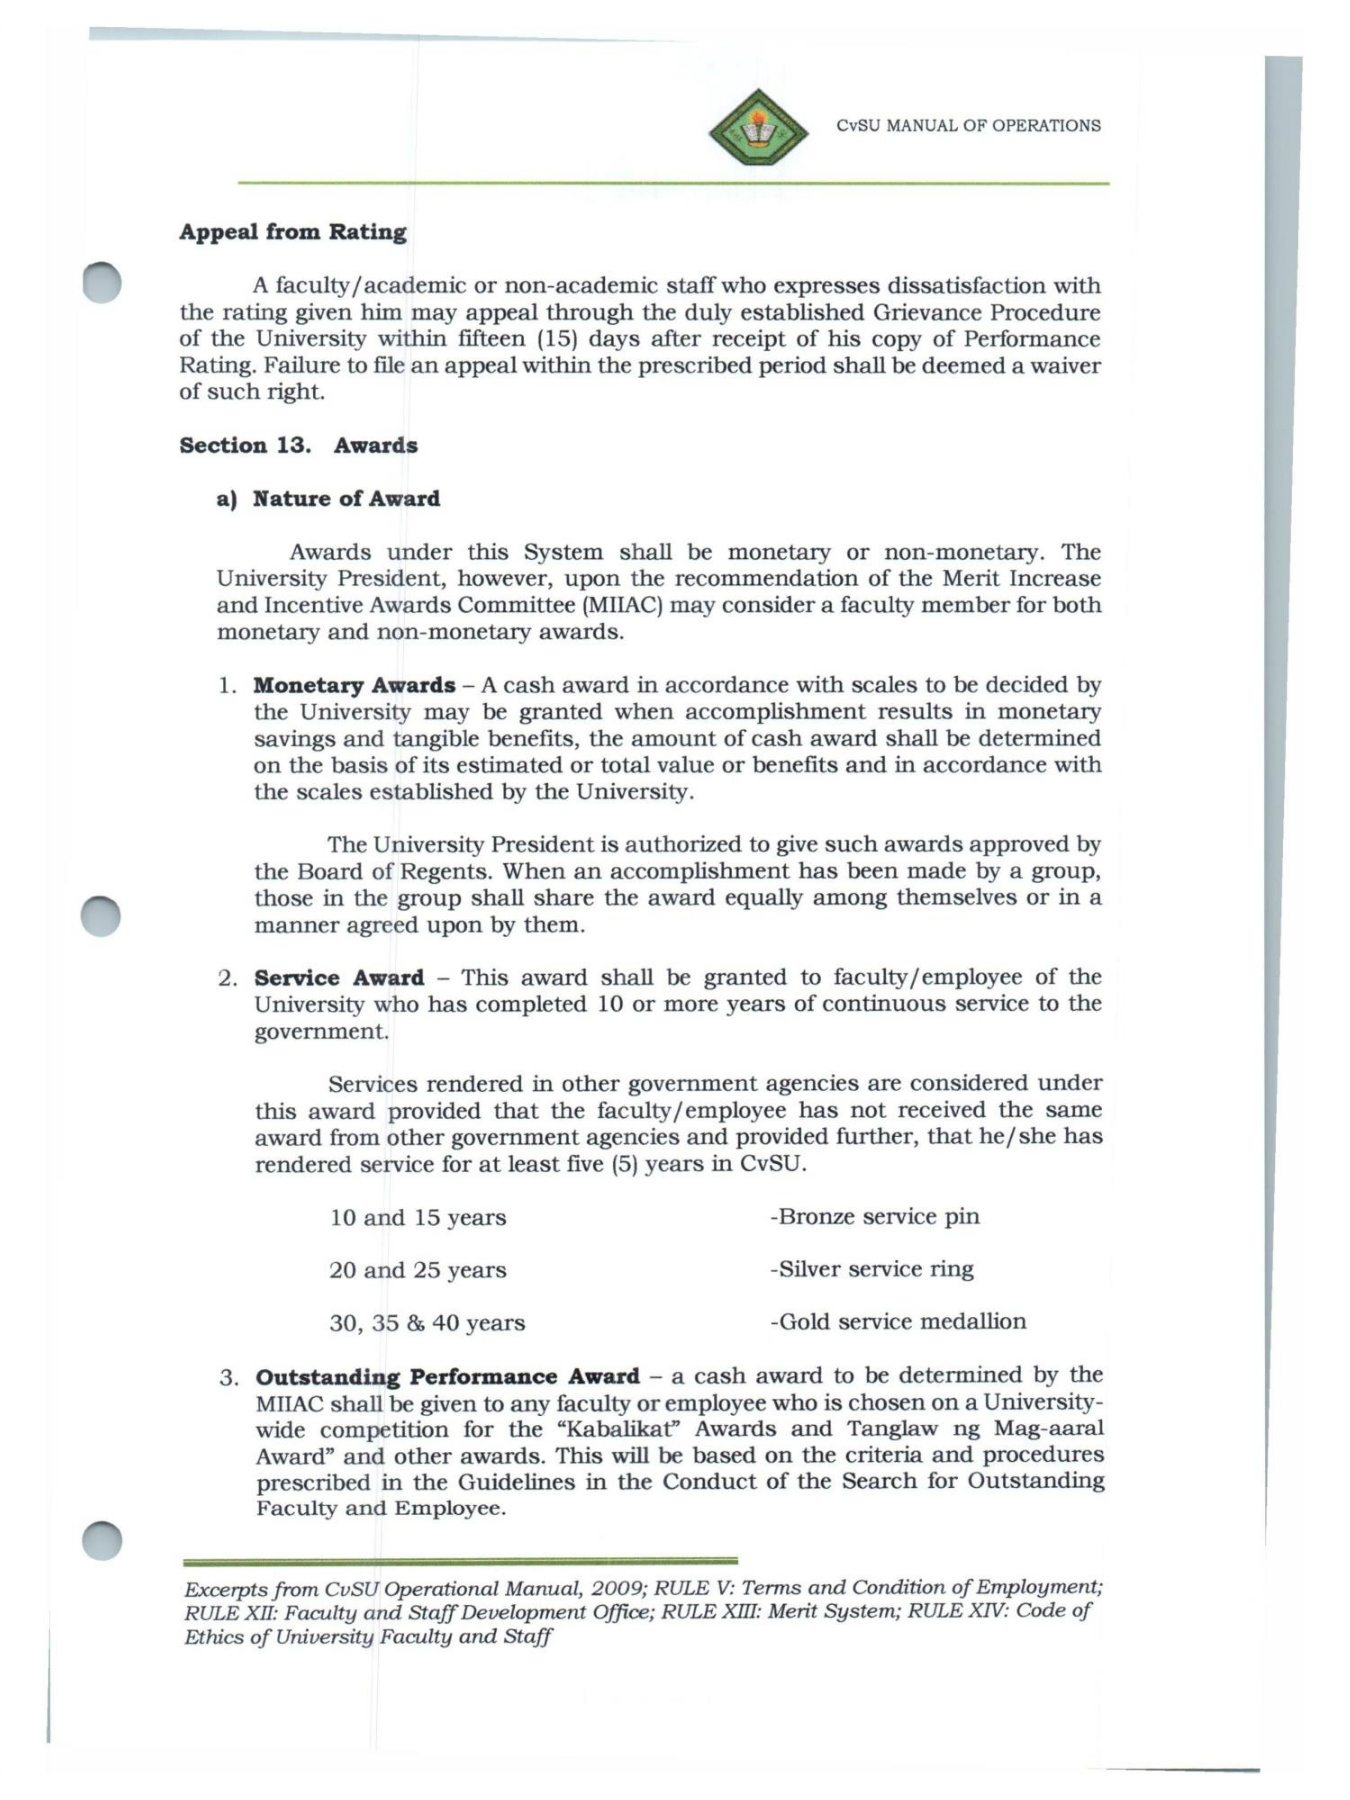 CvSU MANUAL OF OPERATIONS
Appeal from Rating
A faculty/academic or non-academic staff who expresses dissatisfaction with
the rating given him may appeal through the duly established Grievance Procedure
of the University within fifteen (15) days after receipt of his copy of Performance
Rating. Failure to file an appeal within the prescribed period shall be deemed a waiver
of such right.
Section 13. Awards
a) Nature of Award
Awards under this System shall be monetary or non-monetary. The
University President, however, upon the recommendation of the Merit Increase
and Incentive Awards Committee (MIIAC) may consider a faculty member for both
monetary and non-monetary awards.
1. Monetary Awards – A cash award in accordance with scales to be decided by
the University may be granted when accomplishment results in monetary
savings and tangible benefits, the amount of cash award shall be determined
on the basis of its estimated or total value or benefits and in accordance with
the scales established by the University.
The University President is authorized to give such awards approved by
the Board of Regents. When an accomplishment has been made by a group,
those in the group shall share the award equally among themselves or in a
manner agreed upon by them.
2. Service Award – This award shall be granted to faculty/employee of the
University who has completed 10 or more years of continuous service to the
government.
Services rendered in other government agencies are considered under
this award provided that the faculty/employee has not received the same
award from other government agencies and provided further, that he/she has
rendered service for at least five (5) years in CvSU.
10 and 15 years -Bronze service pin
20 and 25 years -Silver service ring
30, 35 & 40 years -Gold service medallion
3. Outstanding Performance Award – a cash award to be determined by the
MIIAC shall be given to any faculty or employee who is chosen on a University-
wide competition for the “Kabalikat” Awards and Tanglaw ng Mag-aaral
Award” and other awards. This will be based on the criteria and procedures
prescribed in the Guidelines in the Conduct of the Search for Outstanding
Faculty and Employee.
Excerpts from CvSU Operational Manual, 2009; RULE V: Terms and Condition of Employment;
RULE XII: Faculty and Staff Development Office; RULE XIII: Merit System; RULE XIV: Code of
Ethics of University Faculty and Staff